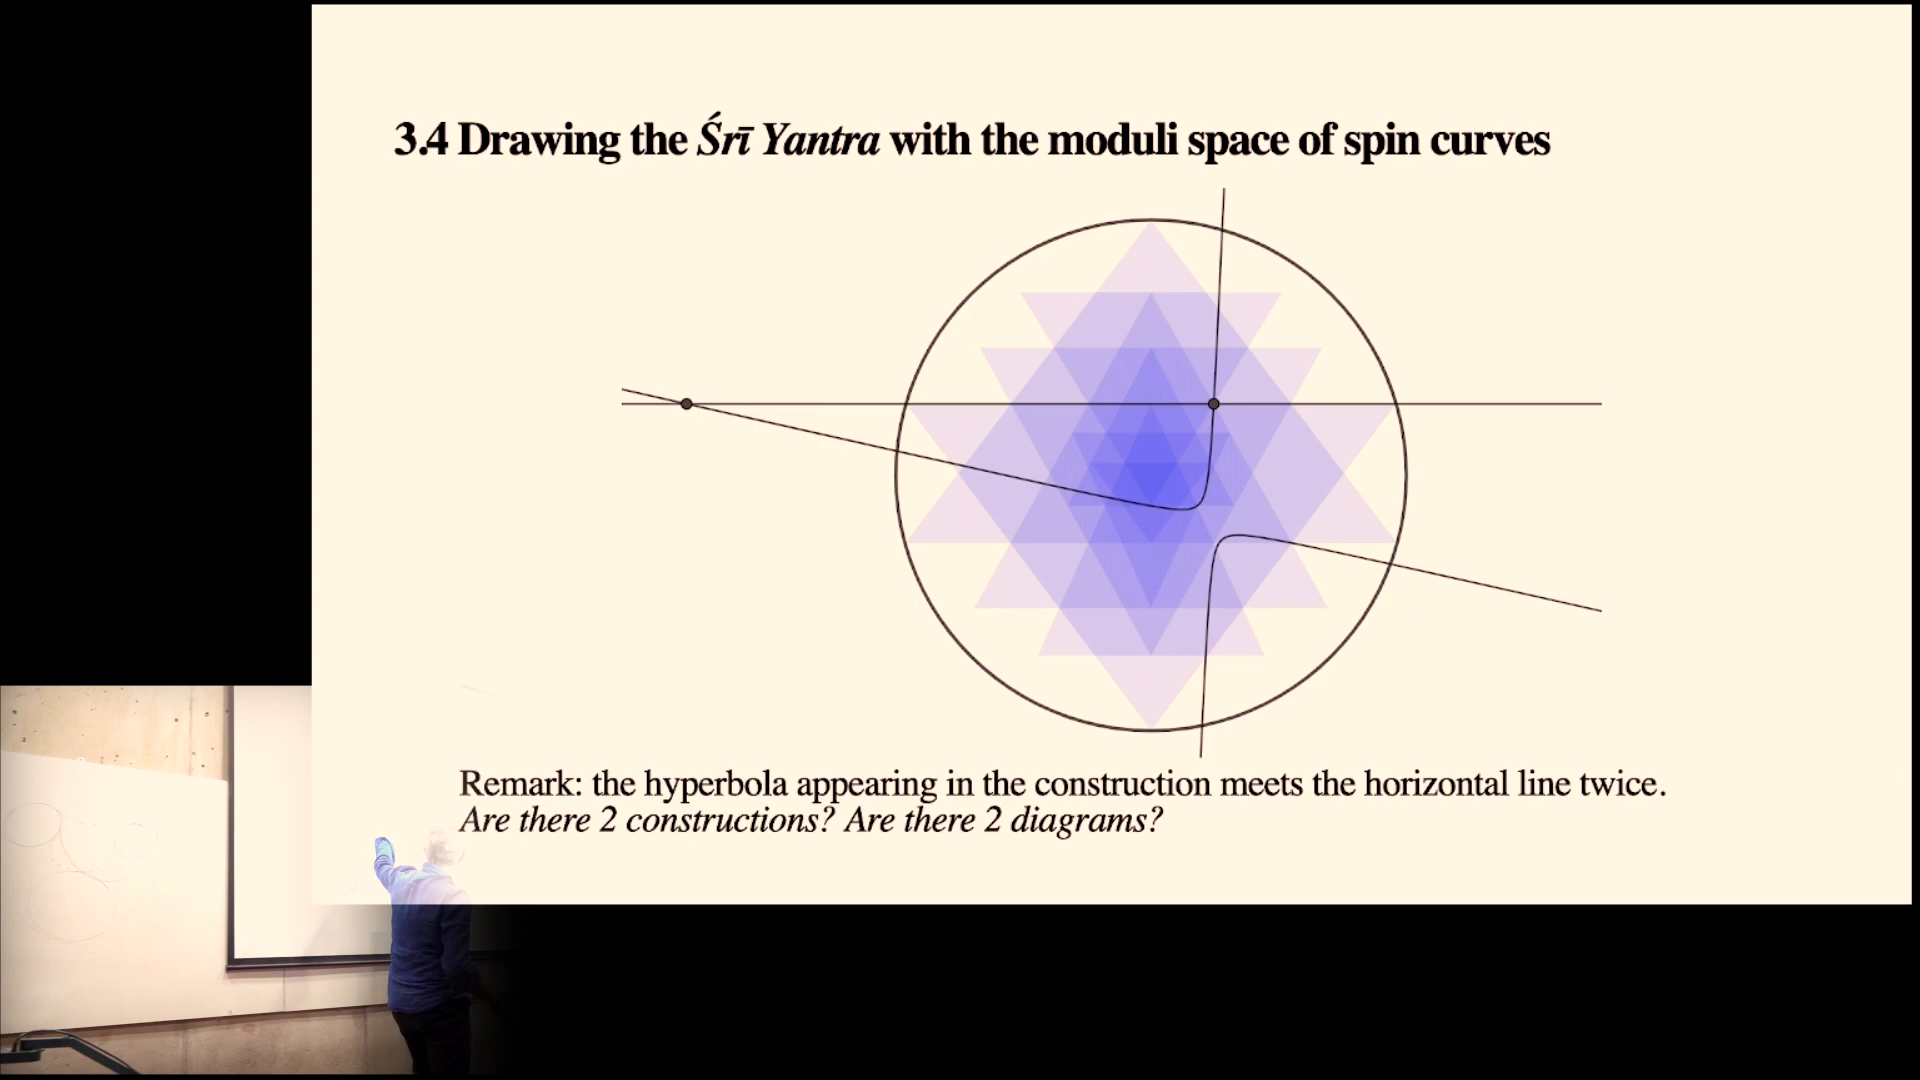 3.4 Drawing the Śrī Yantra with the moduli space of spin curves
Remark: the hyperbola appearing in the construction meets the horizontal line twice.
Are there 2 constructions? Are there 2 diagrams?